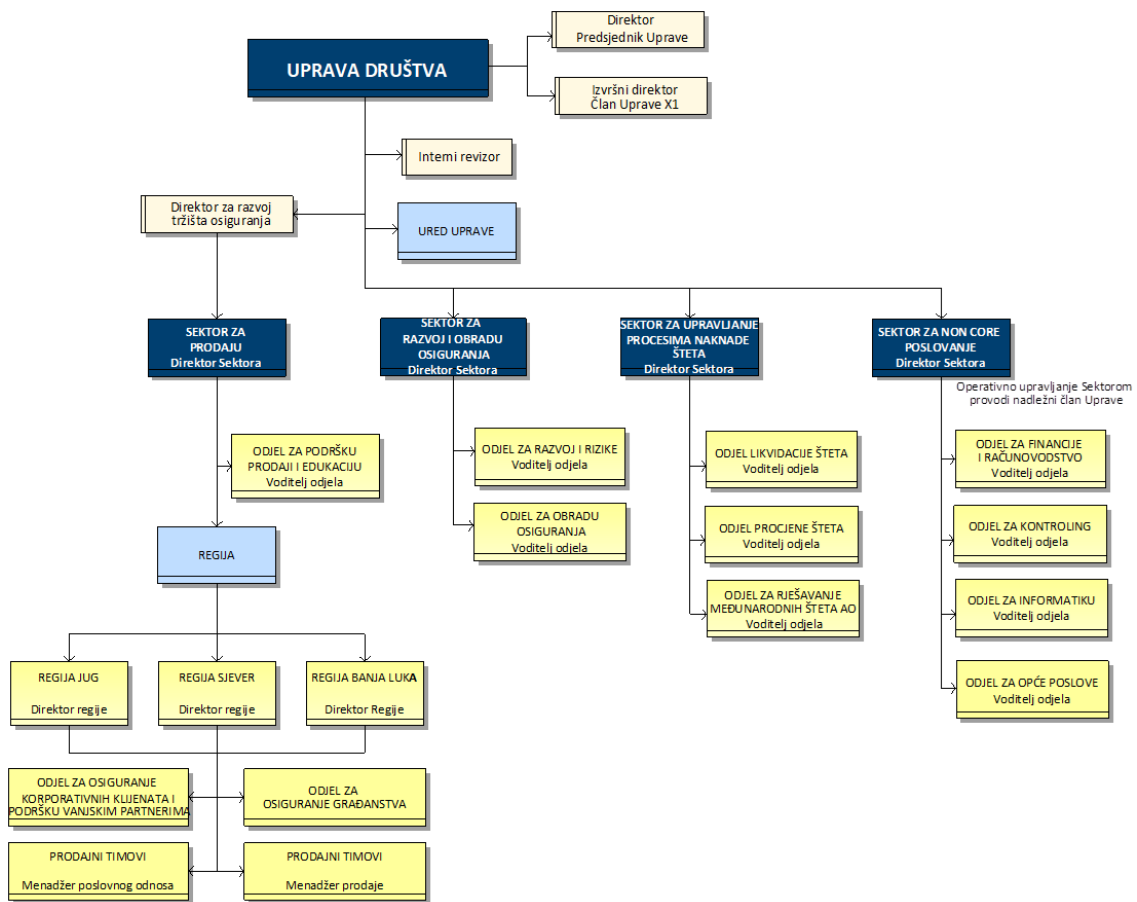 Direktor
Predsjednik Uprave
UPRAVA DRUŠTVA
Izvršni direktor
Član Uprave X1
Interni revizor
Direktor za razvoj
tržišta osiguranja
URED UPRAVE
SEKTOR ZA
PRODAJU
Direktor Sektora
SEKTOR ZA
RAZVOJ I OBRADU
OSIGURANJA
Direktor Sektora
SEKTOR ZA UPRAVLJANJE
PROCESIMA NAKNADE
ŠTETA
Direktor Sektora
SEKTOR ZA NON CORE
POSLOVANJE
Direktor Sektora
Operativno upravljanje Sektorom
provodi nadležni član Uprave
ODJEL ZA PODRŠKU
PRODAJI I EDUKACIJU
Voditelj odjela
ODJEL ZA RAZVOJ I RIZIKE
Voditelj odjela
ODJEL LIKVIDACIJE ŠTETA
Voditelj odjela
ODJEL ZA FINANCIJE
I RAČUNOVODSTVO
Voditelj odjela
ODJEL ZA OBRADU
OSIGURANJA
Voditelj odjela
ODJEL PROCJENE ŠTETA
Voditelj odjela
ODJEL ZA KONTROLING
Voditelj odjela
REGIJA
ODJEL ZA RJEŠAVANJE
MEĐUNARODNIH ŠTETA AO
Voditelj odjela
ODJEL ZA INFORMATIKU
Voditelj odjela
REGIJA JUG
Direktor regije
REGIJA SJEVER
Direktor regije
REGIJA BANJA LUKA
Direktor Regije
ODJEL ZA OPĆE POSLOVE
Voditelj odjela
ODJEL ZA OSIGURANJE
KORPORATIVNIH KLIJENATA I
PODRŠKU VANJSKIM PARTNERIMA
ODJEL ZA
OSIGURANJE GRAĐANSTVA
PRODAJNI TIMOVI
Menadžer poslovnog odnosa
PRODAJNI TIMOVI
Menadžer prodaje